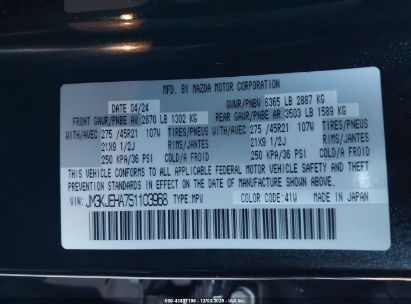 MFD. BY MAZDA MOTOR CORPORATION
DATE 04/24 GVWR/PNBV 6365 LB 2887 KG
FRONT GAWR/PNBE AV 2870 LB 1302 KG REAR GAWR/PNBE AR 3503 LB 1589 KG
WITH/AVEC 275 /45R21 107W TIRES/PNEUS WITH/AVEC 275 /45R21 107W TIRES/PNEUS
21X9 1/2J RIMS/JANTES 21X9 1/2J RIMS/JANTES
250 KPA/36 PSI COLD/A FROID 250 KPA/36 PSI COLD/A FROID
THIS VEHICLE CONFORMS TO ALL APPLICABLE FEDERAL MOTOR VEHICLE SAFETY AND THEFT
PREVENTION STANDARDS IN EFFECT ON THE DATE OF MANUFACTURE SHOWN ABOVE.
VIN: JM3KJEHA7S1103968 TYPE:MPV COLOR CODE:41W